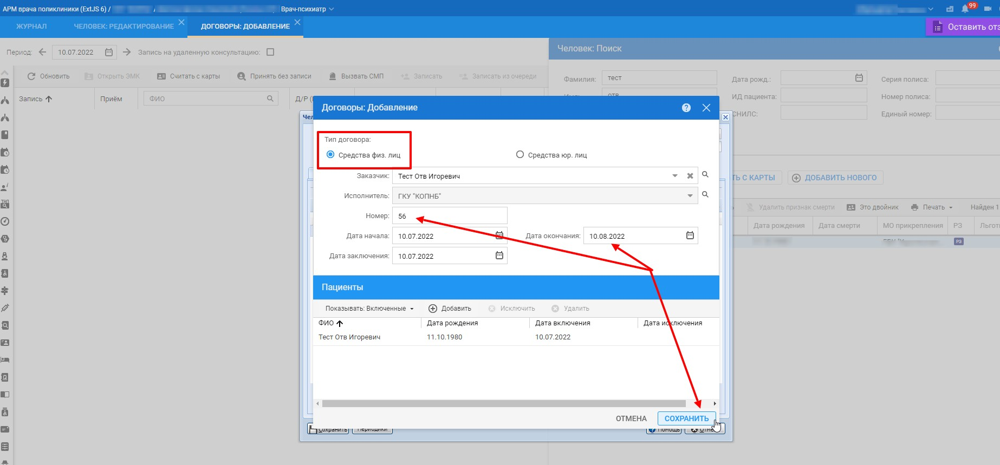 АРМ врача поликлиники (ExtJS 6) /
/
Врач-психиатр
99
ЖУРНАЛ
ЧЕЛОВЕК: РЕДАКТИРОВАНИЕ
ДОГОВОРЫ: ДОБАВЛЕНИЕ
Оставить отз
Период:
10.07.2022
Запись на удаленную консультацию:
Человек: Поиск
Обновить
Открыть ЭМК
Считать с карты
Принять без записи
Вызвать СМП
Записать
Записать из очереди
Запись
Приём
ФИО
Д/Р (
Фамилия:
тест
Дата рожд.:
Серия полиса:
ИД пациента:
Номер полиса:
СНИЛС:
Единый номер:
Ь С КАРТЫ
ДОБАВИТЬ НОВОГО
Удалить признак смерти
Это двойник
Печать
Найден 1
Дата рождения
Дата смерти
МО прикрепления
РЗ
Льготы
РЗ
Чел
Договоры: Добавление
Тип договора:
Средства физ. лиц
Средства юр. лиц
Заказчик:
Тест Отв Игоревич
Исполнитель:
ГКУ "КОПНБ"
Номер:
56
Дата начала:
10.07.2022
Дата окончания:
10.08.2022
Дата заключения:
10.07.2022
Пациенты
Показывать: Включенные
Добавить
Исключить
Удалить
ФИО
Дата рождения
Дата включения
Дата исключения
Тест Отв Игоревич
11.10.1980
10.07.2022
ОТМЕНА
СОХРАНИТЬ
Сохранить
Периодики
Помощь
Отме